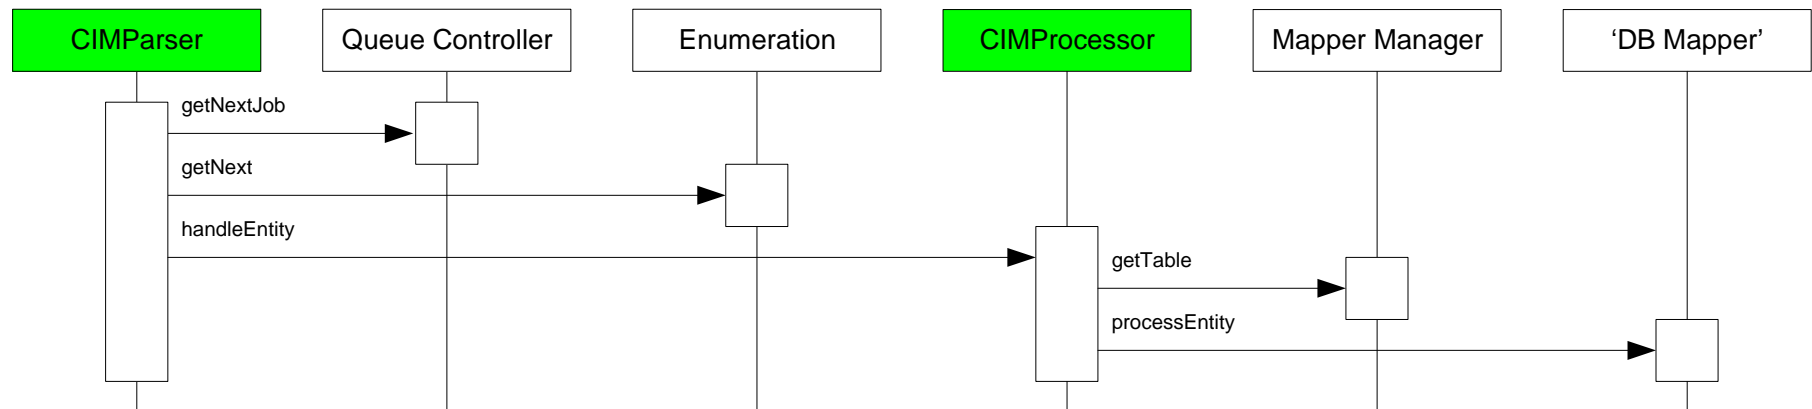 CIMParser
Queue Controller
Enumeration
CIMProcessor
Mapper Manager
‘DB Mapper’
getNextJob
getNext
handleEntity
getTable
processEntity